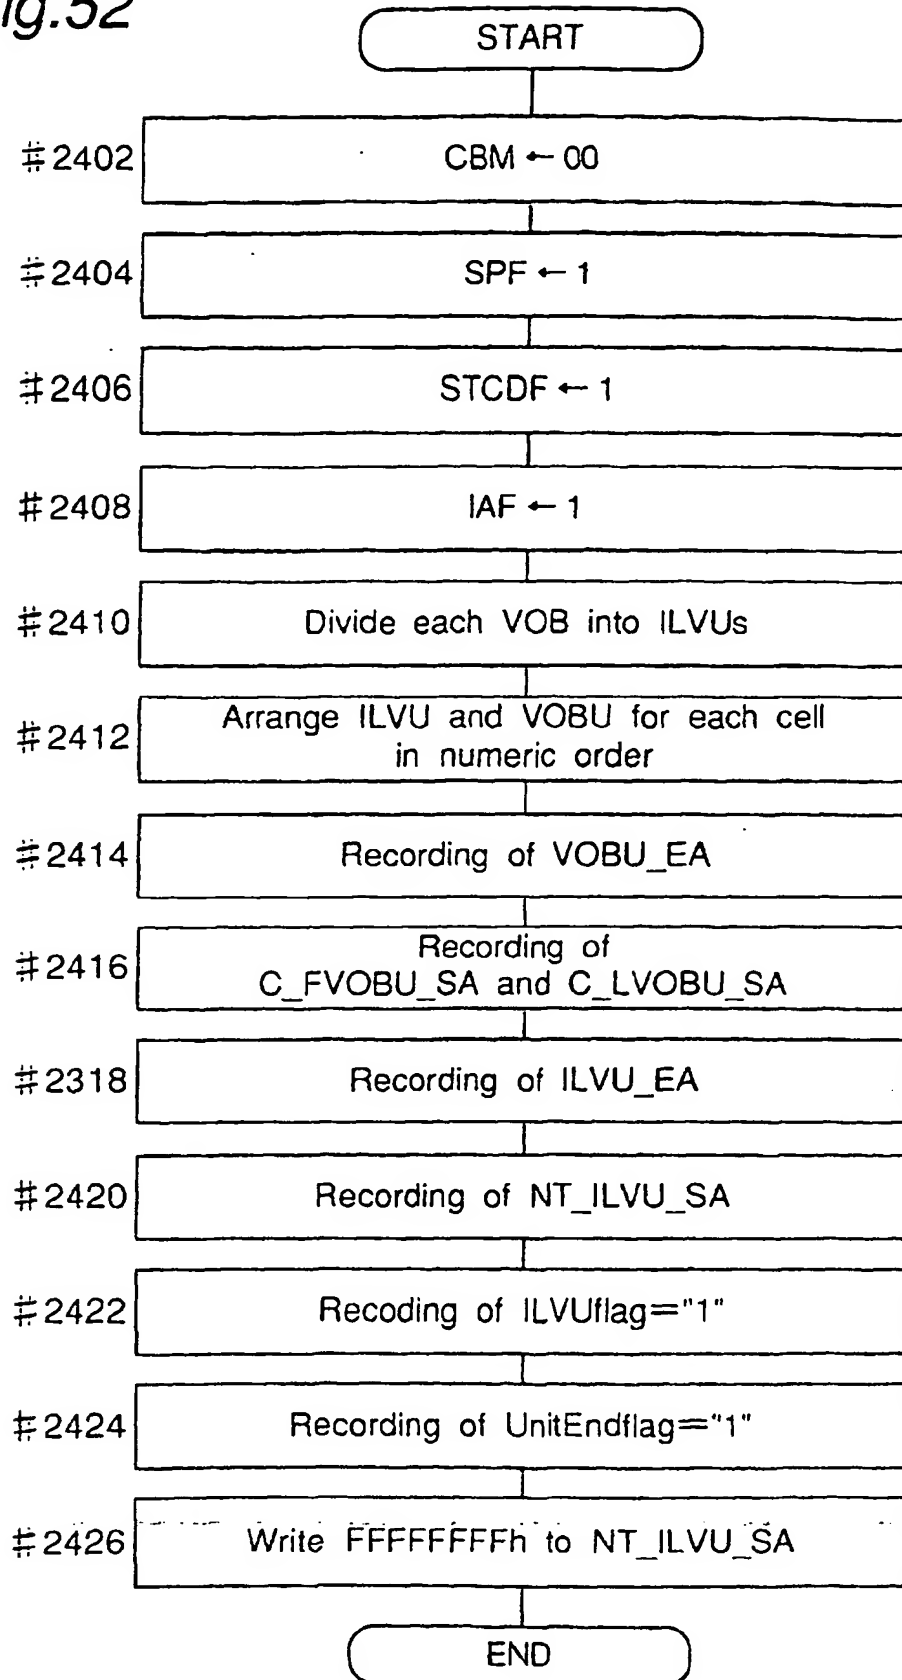 ig.52
START
#2402 CBM ← 00
#2404 SPF ← 1
#2406 STCDF ← 1
#2408 IAF ← 1
#2410 Divide each VOB into ILVUs
#2412 Arrange ILVU and VOBU for each cell
in numeric order
#2414 Recording of VOBU_EA
#2416 Recording of
C_FVOBU_SA and C_LVOBU_SA
#2318 Recording of ILVU_EA
#2420 Recording of NT_ILVU_SA
#2422 Recoding of ILVUflag="1"
#2424 Recording of UnitEndflag="1"
#2426 Write FFFFFFFFh to NT_ILVU_SA
END